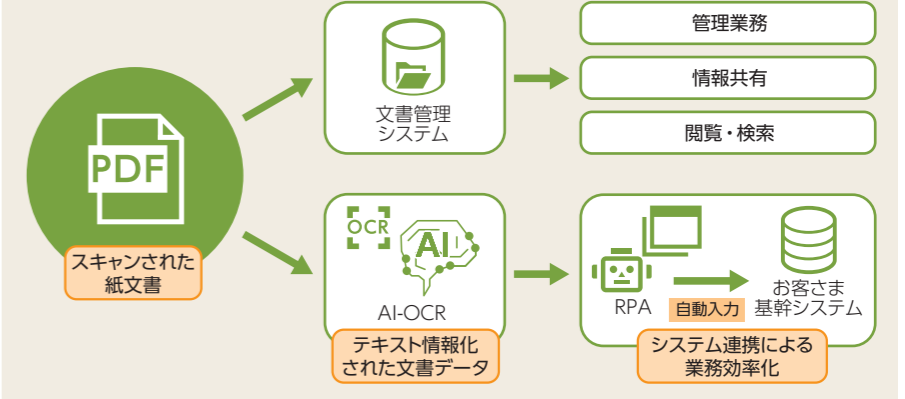 PDF
スキャンされた
紙文書
文書管理
システム
管理業務
情報共有
閲覧・検索
OCR
AI
AI-OCR
テキスト情報化
された文書データ
RPA
自動入力
お客さま
基幹システム
システム連携による
業務効率化